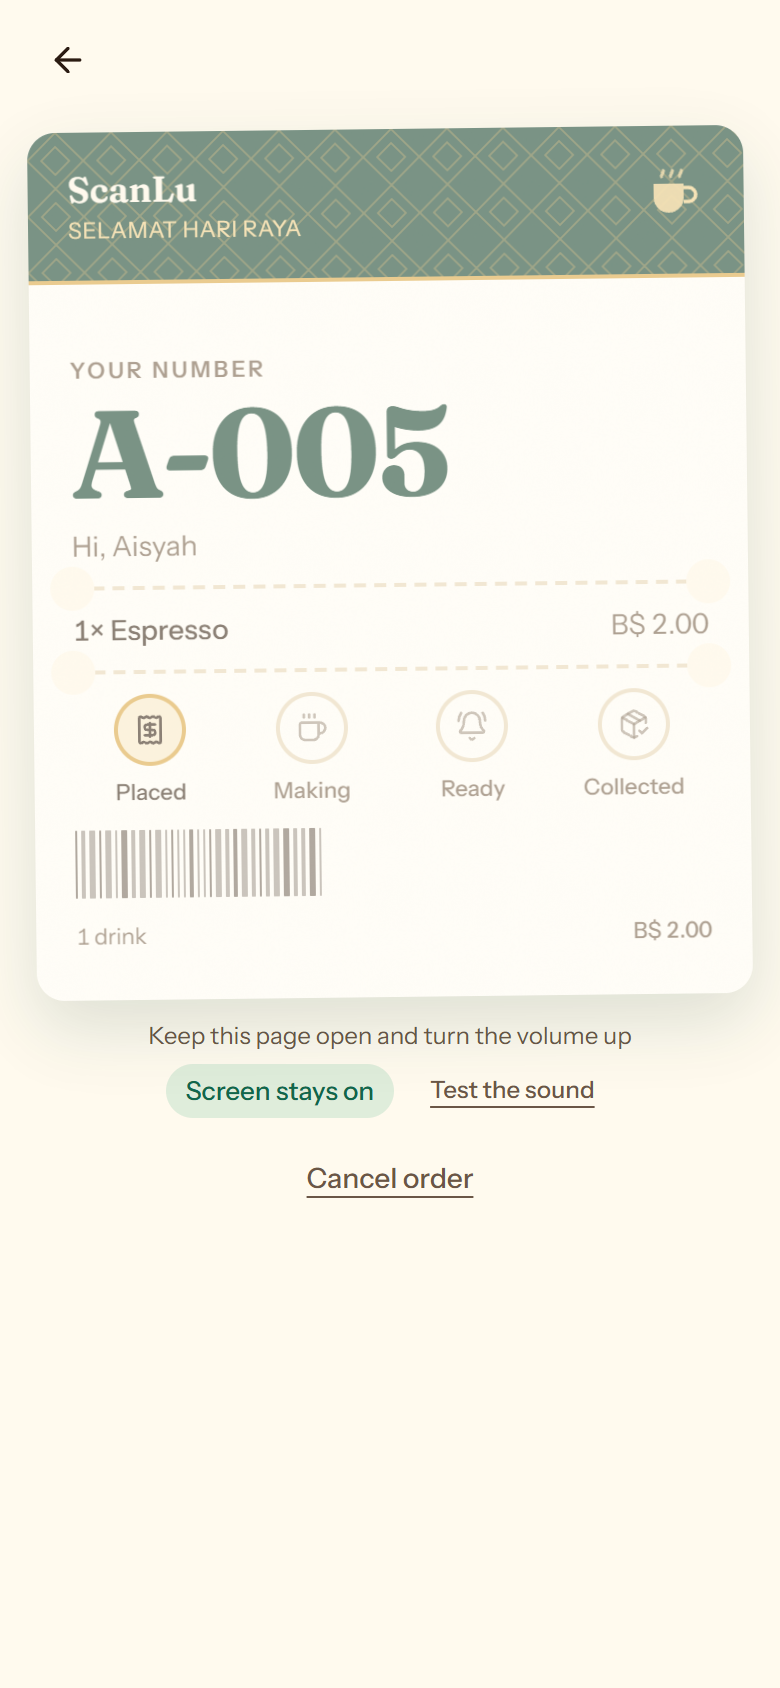 ScanLu
SELAMAT HARI RAYA
YOUR NUMBER
A-005
Hi, Aisyah
1× Espresso B$ 2.00
Placed Making Ready Collected
1 drink B$ 2.00
Keep this page open and turn the volume up
Screen stays on Test the sound
Cancel order